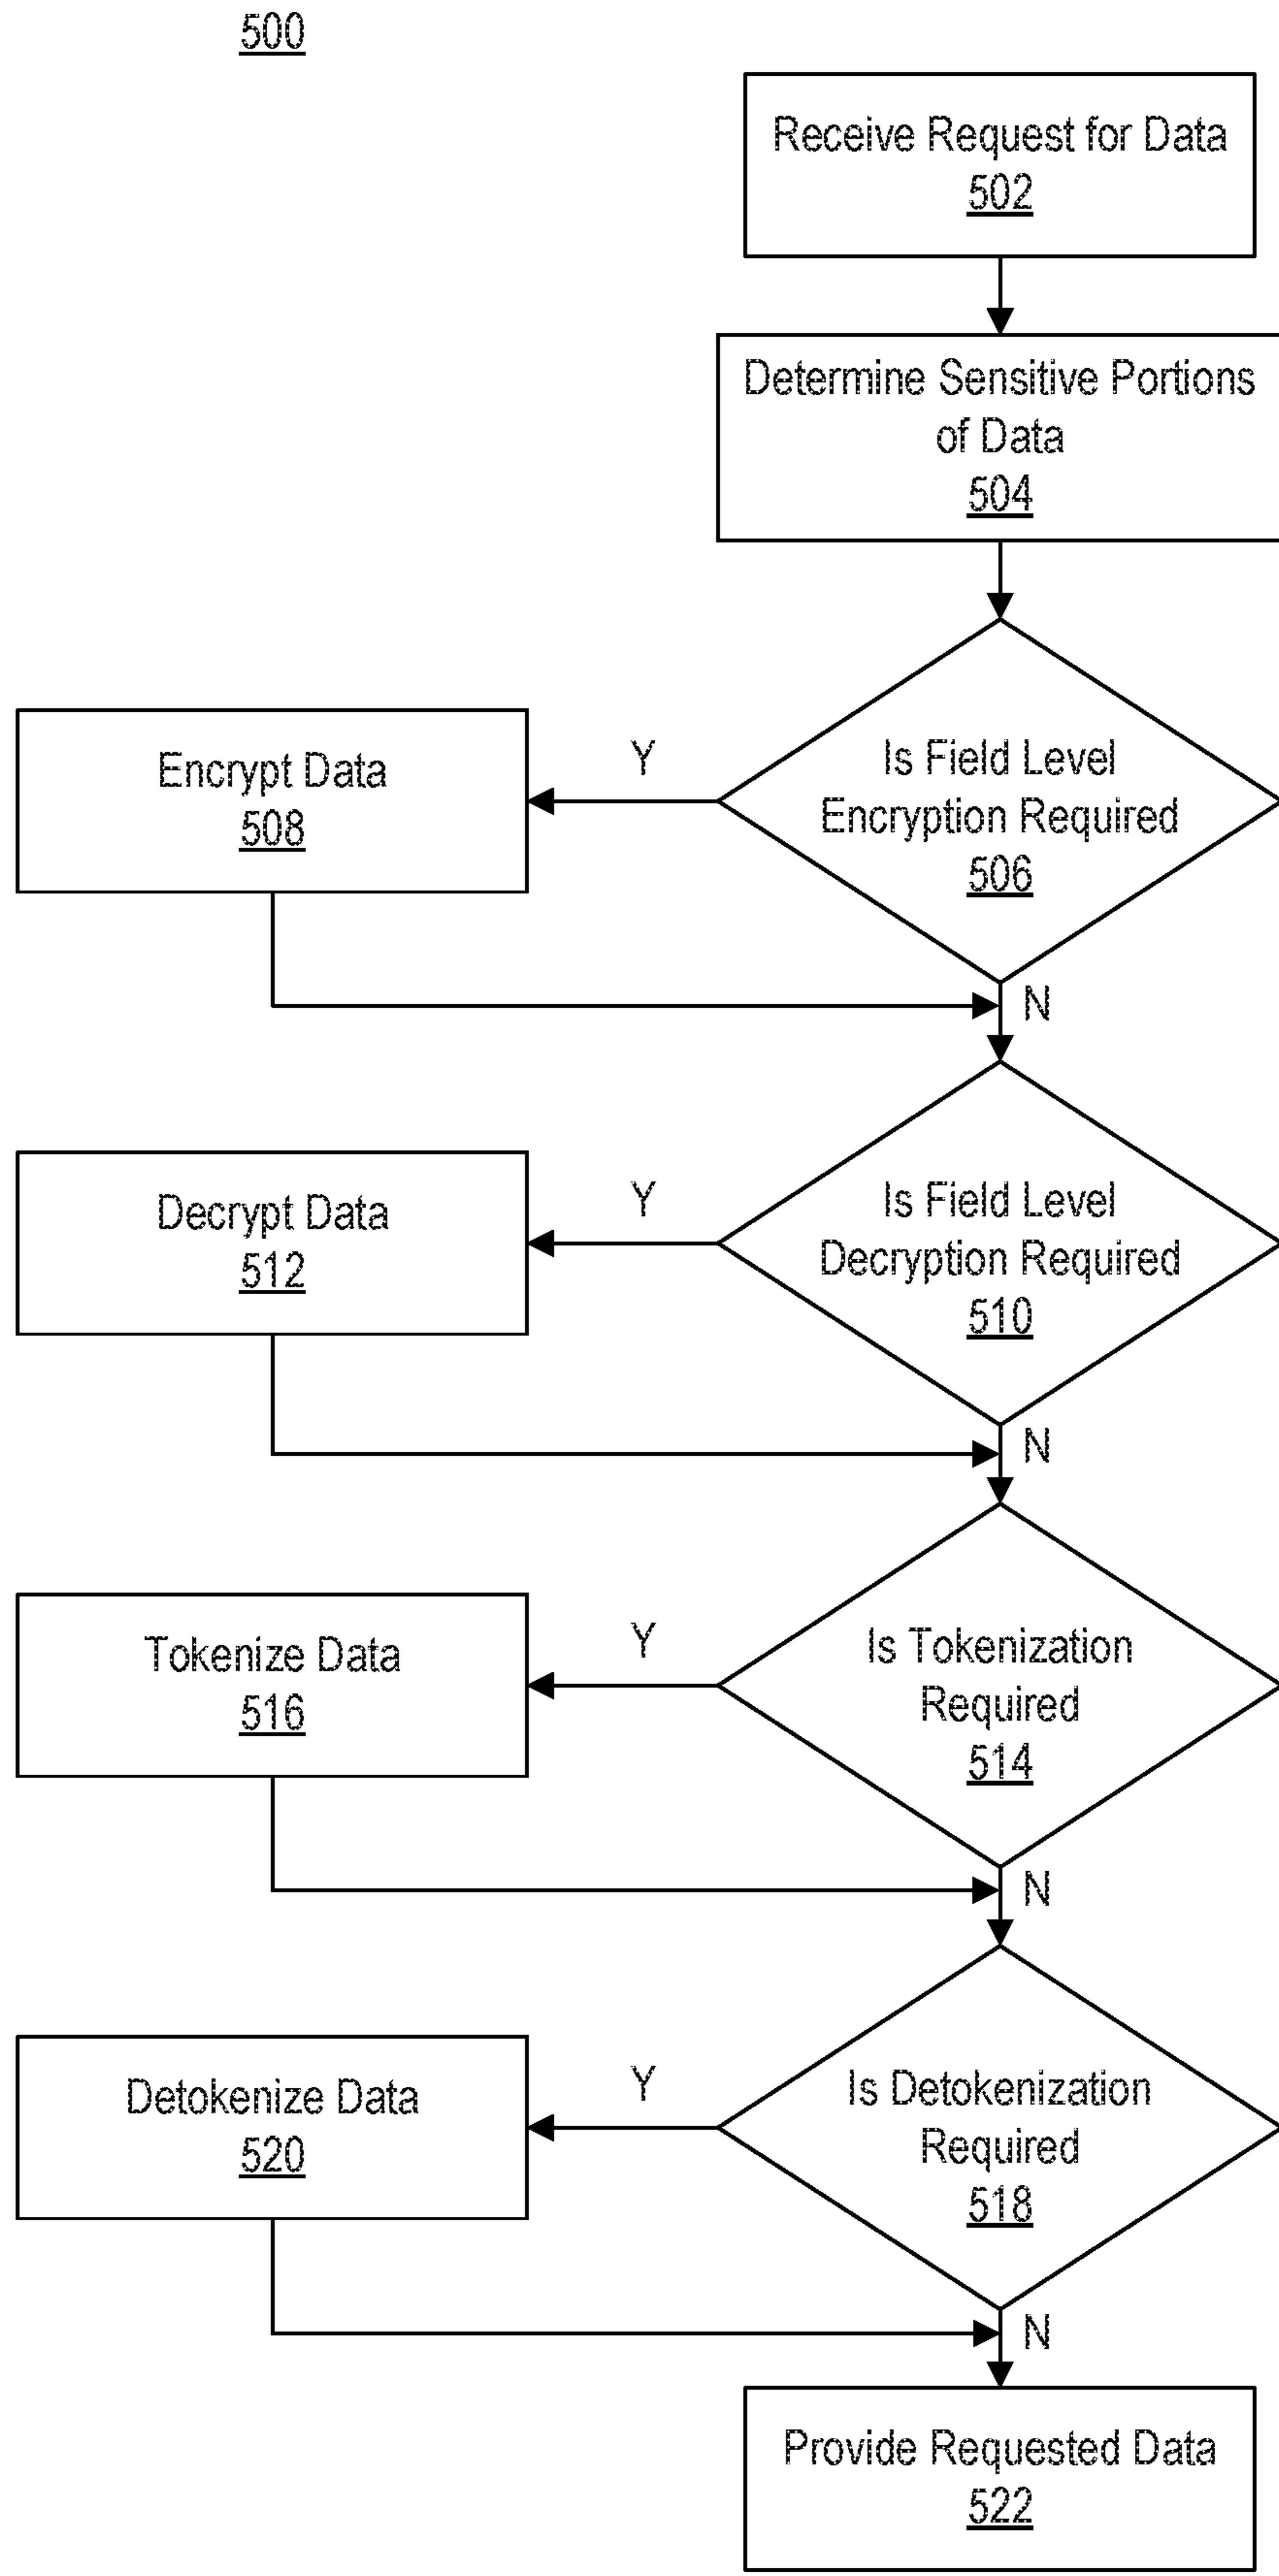 500
Receive Request for Data
502
Determine Sensitive Portions
of Data
504
Is Field Level
Encryption Required
506
Y
Encrypt Data
508
N
Is Field Level
Decryption Required
510
Y
Decrypt Data
512
N
Is Tokenization
Required
514
Y
Tokenize Data
516
N
Is Detokenization
Required
518
Y
Detokenize Data
520
N
Provide Requested Data
522